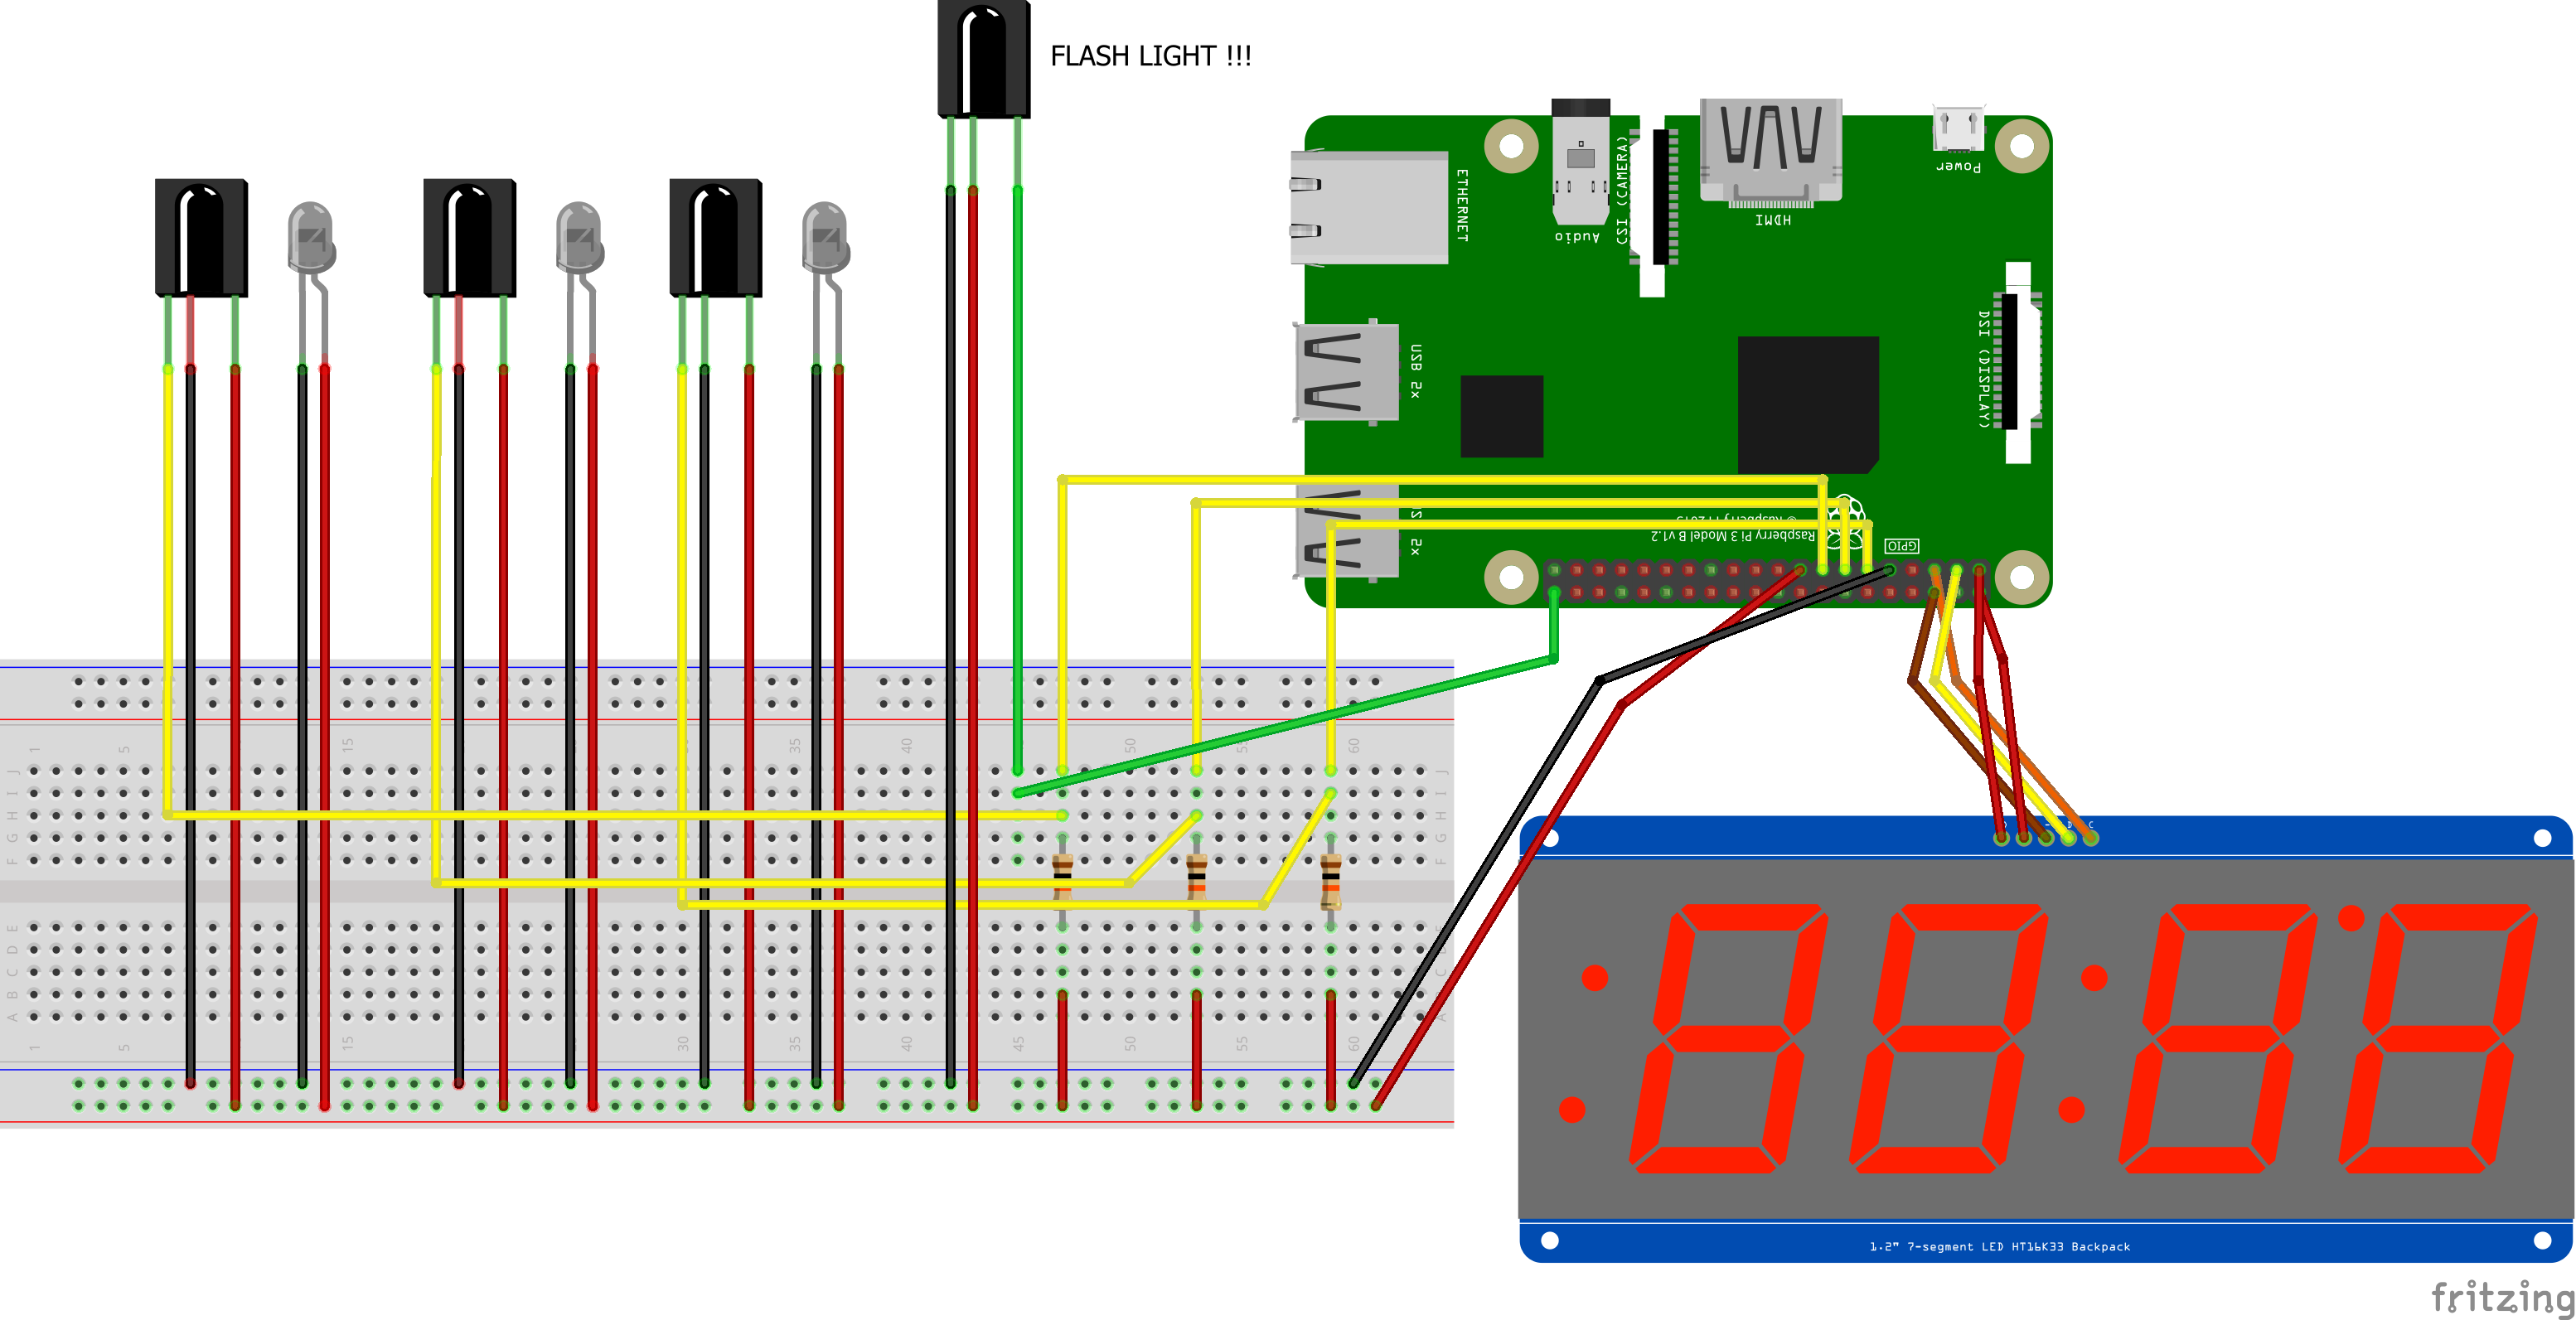 FLASH LIGHT !!!
ETHERNET
Audio
CSI (CAMERA)
HDMI
Power
USB 2x
DSI (DISPLAY)
Raspberry Pi 3 Model B v1.2
© Raspberry Pi 2015
GPIO
1 5 15 35 40 50 55 60
J
I
H
G
F
E
D
C
B
A
1 5 15 30 35 40 45 50 55 60
1.2" 7-segment LED HT16K33 Backpack
fritzing